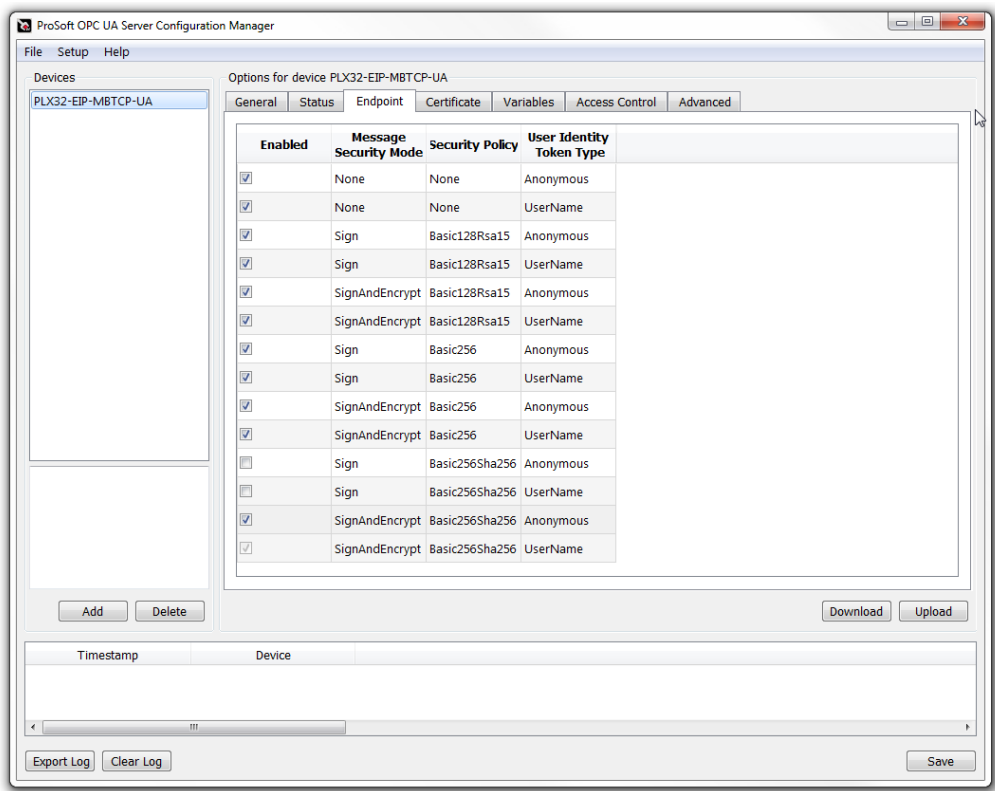 ProSoft OPC UA Server Configuration Manager
File Setup Help
Devices
PLX32-EIP-MBTCP-UA
Add Delete
Options for device PLX32-EIP-MBTCP-UA
General Status Endpoint Certificate Variables Access Control Advanced
Enabled Message Security Mode Security Policy User Identity Token Type
None None Anonymous
None None UserName
Sign Basic128Rsa15 Anonymous
Sign Basic128Rsa15 UserName
SignAndEncrypt Basic128Rsa15 Anonymous
SignAndEncrypt Basic128Rsa15 UserName
Sign Basic256 Anonymous
Sign Basic256 UserName
SignAndEncrypt Basic256 Anonymous
SignAndEncrypt Basic256 UserName
Sign Basic256Sha256 Anonymous
Sign Basic256Sha256 UserName
SignAndEncrypt Basic256Sha256 Anonymous
SignAndEncrypt Basic256Sha256 UserName
Download Upload
Timestamp Device
Export Log Clear Log Save